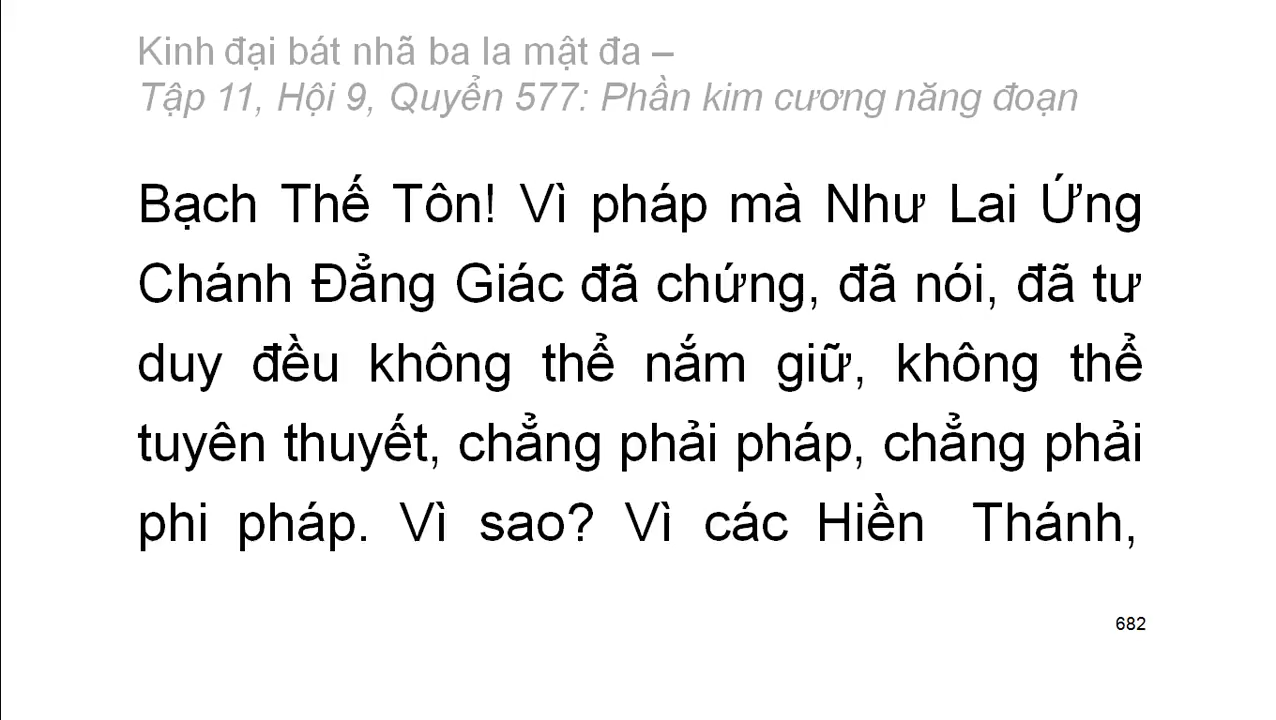 Kinh đại bát nhã ba la mật đa –
Tập 11, Hội 9, Quyển 577: Phần kim cương năng đoạn
Bạch Thế Tôn! Vì pháp mà Như Lai Ứng
Chánh Đẳng Giác đã chứng, đã nói, đã tư
duy đều không thể nắm giữ, không thể
tuyên thuyết, chẳng phải pháp, chẳng phải
phi pháp. Vì sao? Vì các Hiền Thánh,
682